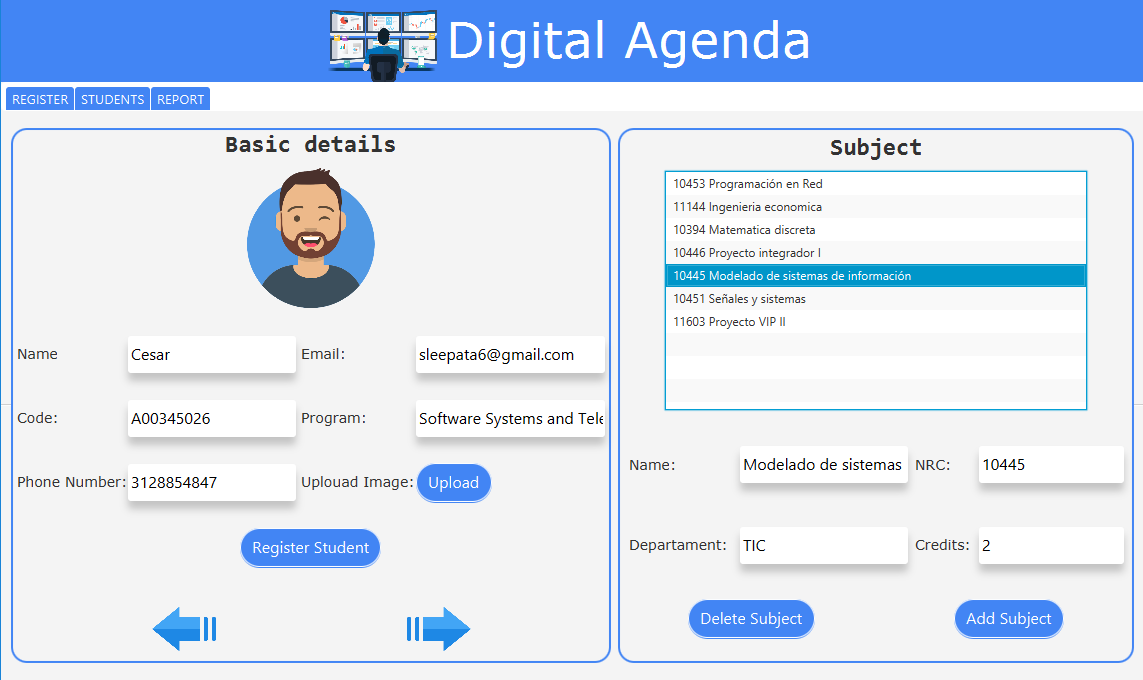 Digital Agenda
REGISTER STUDENTS REPORT
Basic details
Name Cesar Email: sleepata6@gmail.com
Code: A00345026 Program: Software Systems and Tele
Phone Number: 3128854847 Uplouad Image: Upload
Register Student
Subject
10453 Programación en Red
11144 Ingenieria economica
10394 Matematica discreta
10446 Proyecto integrador I
10445 Modelado de sistemas de información
10451 Señales y sistemas
11603 Proyecto VIP II
Name: Modelado de sistemas NRC: 10445
Departament: TIC Credits: 2
Delete Subject Add Subject